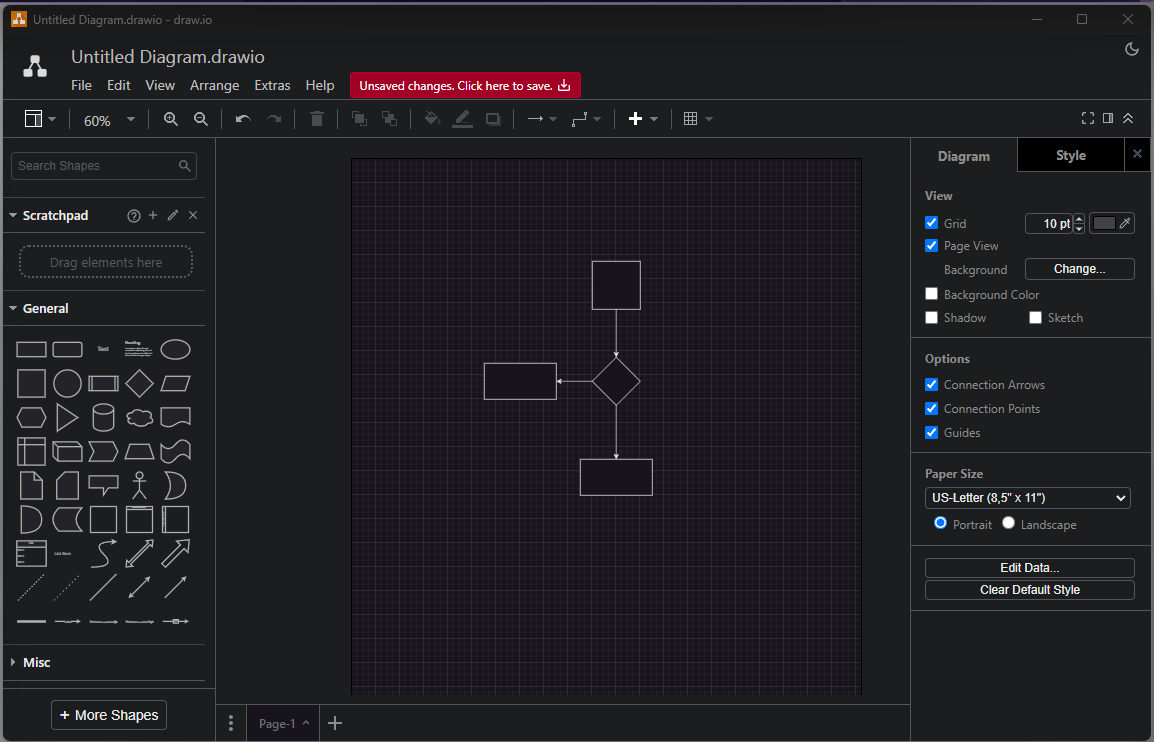 Untitled Diagram.drawio - draw.io
Untitled Diagram.drawio
File Edit View Arrange Extras Help Unsaved changes. Click here to save.
60%
Search Shapes
Scratchpad
Drag elements here
General
Text
Heading
List Item
Misc
+ More Shapes
Page-1
Diagram Style
View
Grid 10 pt
Page View
Background Change...
Background Color
Shadow Sketch
Options
Connection Arrows
Connection Points
Guides
Paper Size
US-Letter (8,5" x 11")
Portrait Landscape
Edit Data...
Clear Default Style